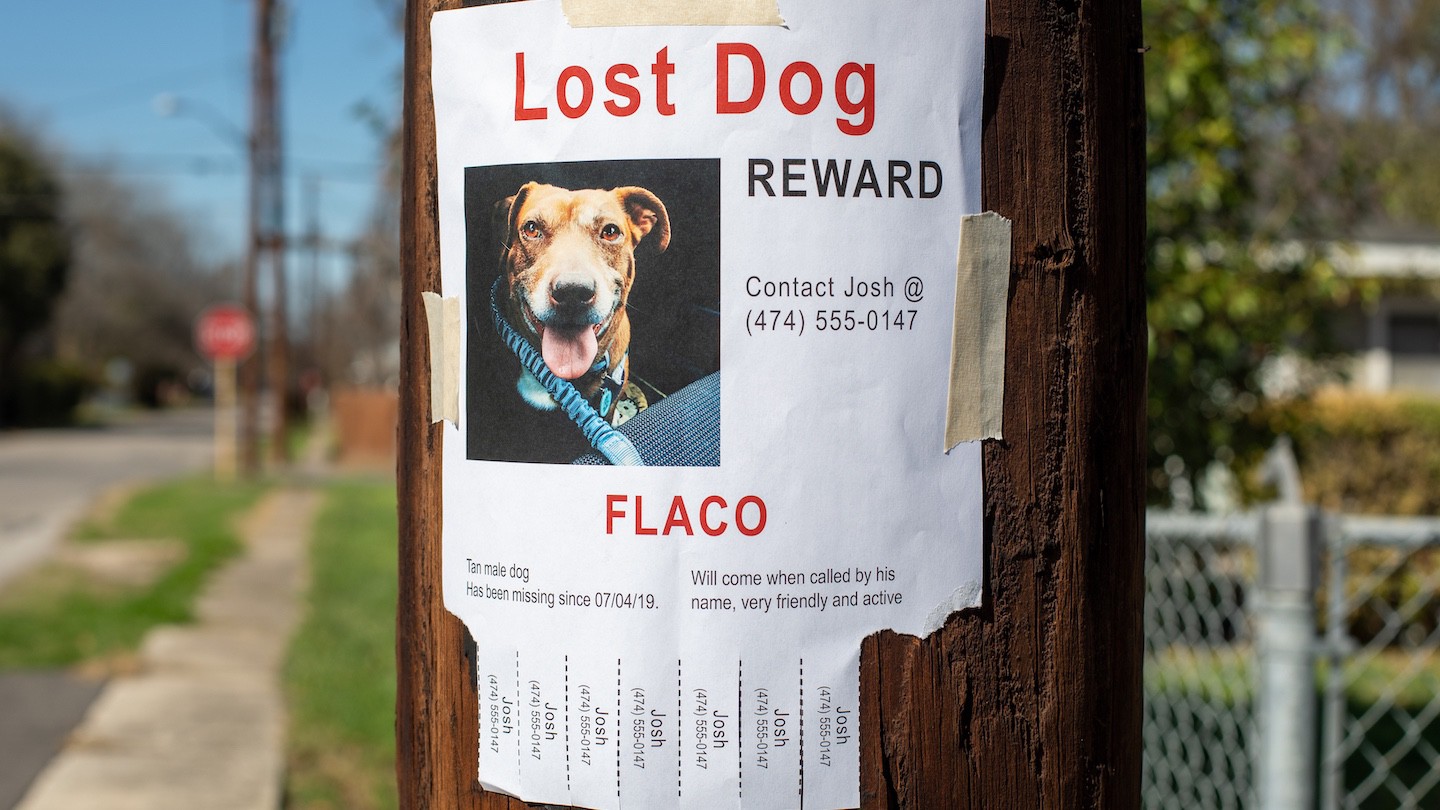 Lost Dog
REWARD
Contact Josh @
(474) 555-0147
FLACO
Tan male dog
Has been missing since 07/04/19.
Will come when called by his
name, very friendly and active
Josh
(474) 555-0147
Josh
(474) 555-0147
Josh
(474) 555-0147
Josh
(474) 555-0147
Josh
(474) 555-0147
Josh
(474) 555-0147
Josh
(474) 555-0147